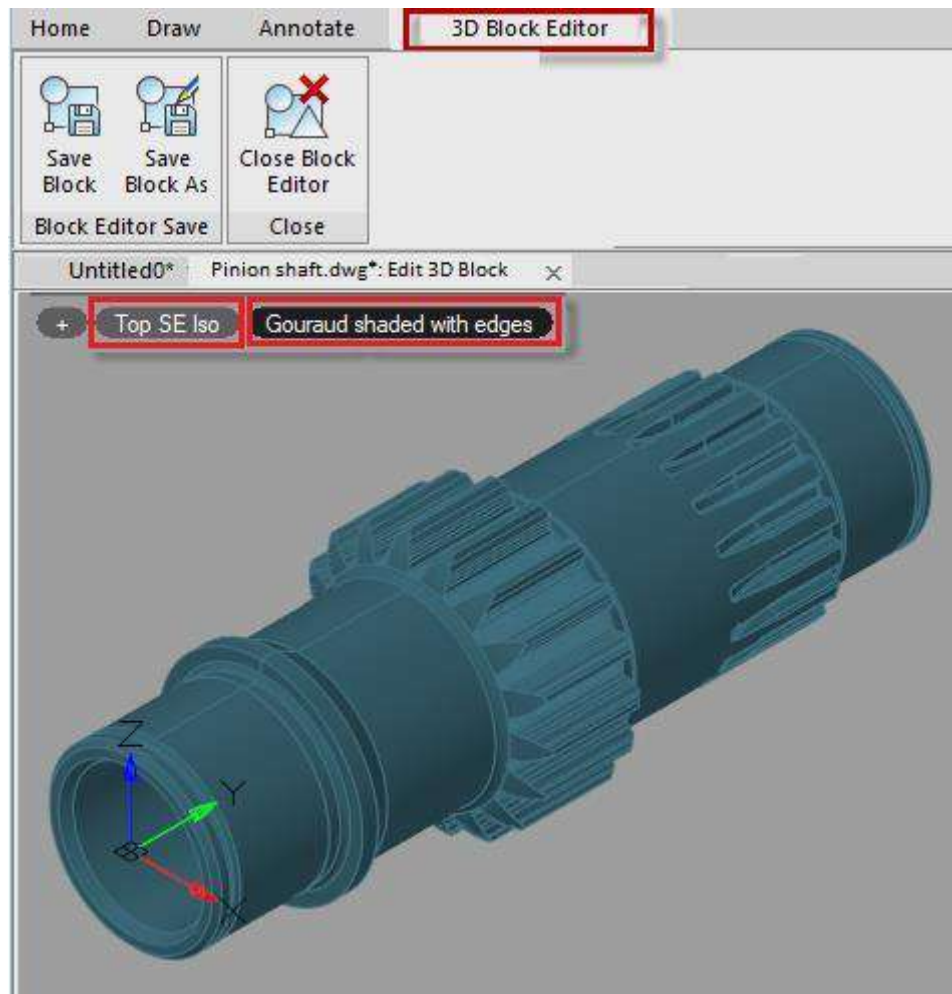 Home Draw Annotate 3D Block Editor
Save Block
Save Block As
Close Block Editor
Block Editor Save Close
Untitled0* Pinion shaft.dwg*: Edit 3D Block ×
+ Top SE Iso Gouraud shaded with edges
Z
Y
X